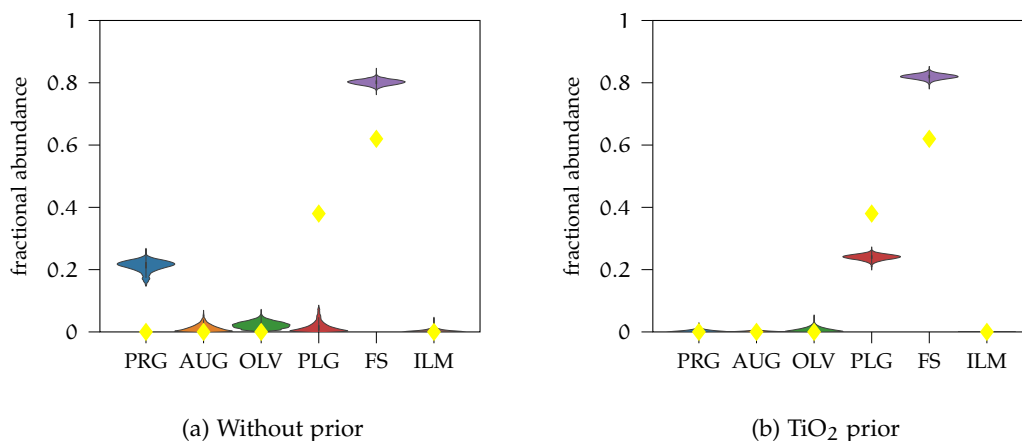 1
0.8
0.6
0.4
0.2
0
fractional abundance
PRG AUG OLV PLG FS ILM
(a) Without prior
1
0.8
0.6
0.4
0.2
0
fractional abundance
PRG AUG OLV PLG FS ILM
(b) TiO₂ prior